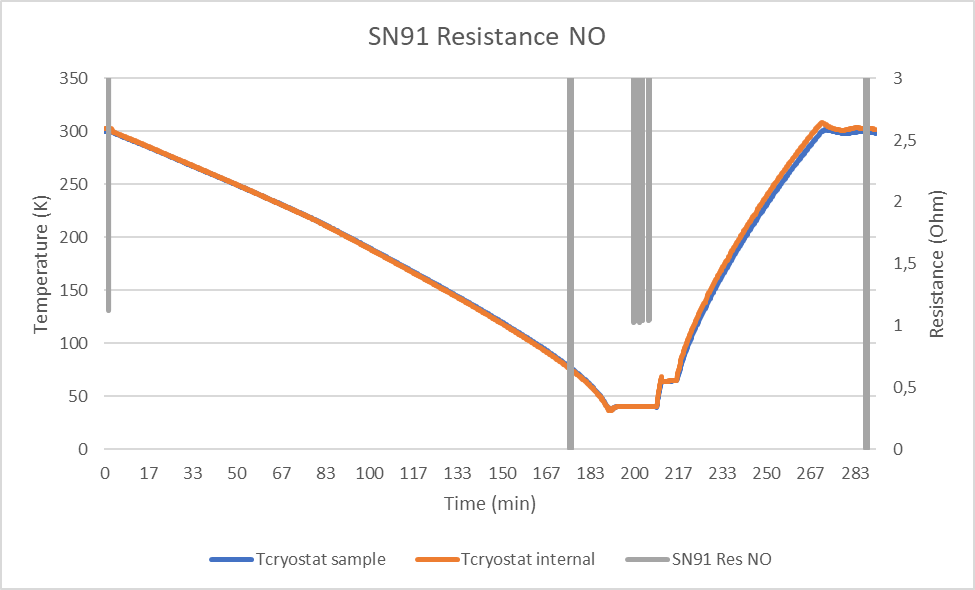 SN91 Resistance NO
350
300
250
200
150
100
50
0
Temperature (K)
3
2,5
2
1,5
1
0,5
0
Resistance (Ohm)
0 17 33 50 67 83 100 117 133 150 167 183 200 217 233 250 267 283
Time (min)
Tcryostat sample Tcryostat internal SN91 Res NO